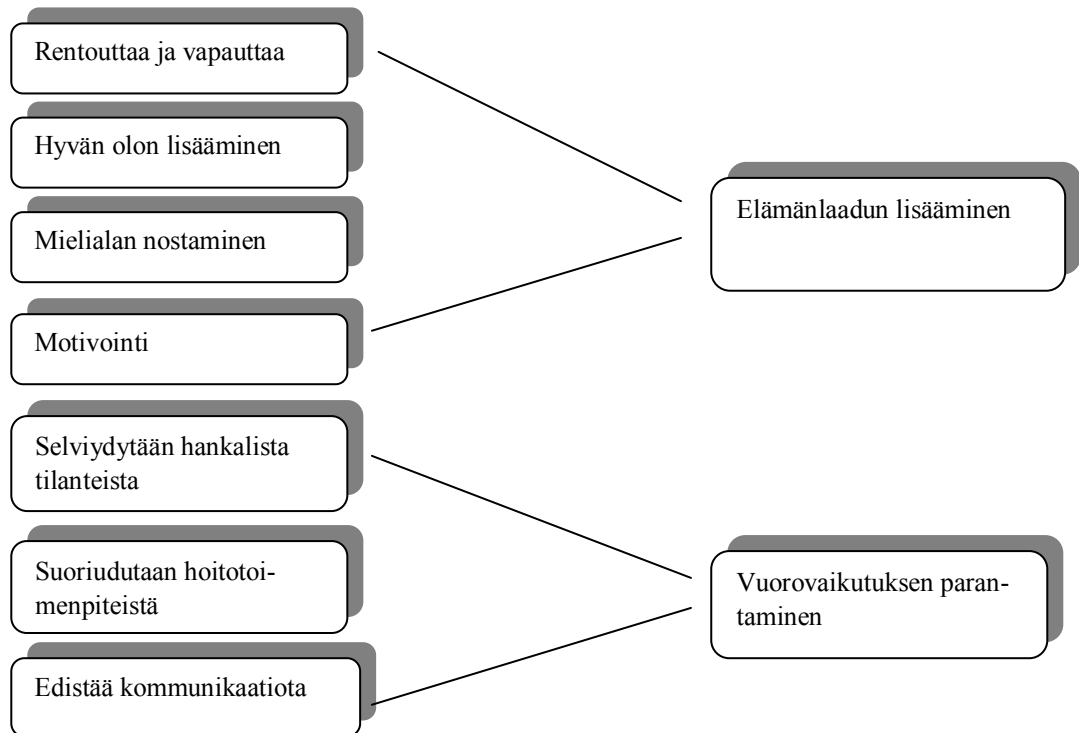 Rentouttaa ja vapauttaa
Hyvän olon lisääminen
Mielialan nostaminen
Motivointi
Selviydytään hankalista
tilanteista
Suoriudutaan hoitotoi-
menpiteistä
Edistää kommunikaatiota
Elämänlaadun lisääminen
Vuorovaikutuksen paran-
taminen